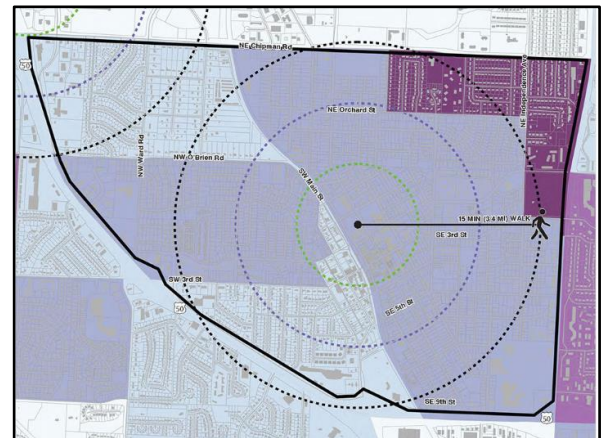 NE Chipman Rd
50
NE Independence Ave
NE Orchard St
NW Ward Rd
NW O'Brien Rd
SW Main St
15 MIN (3.4 MI) WALK
SE 3rd St
SW 3rd St
50
SE 5th St
SE 9th St
50